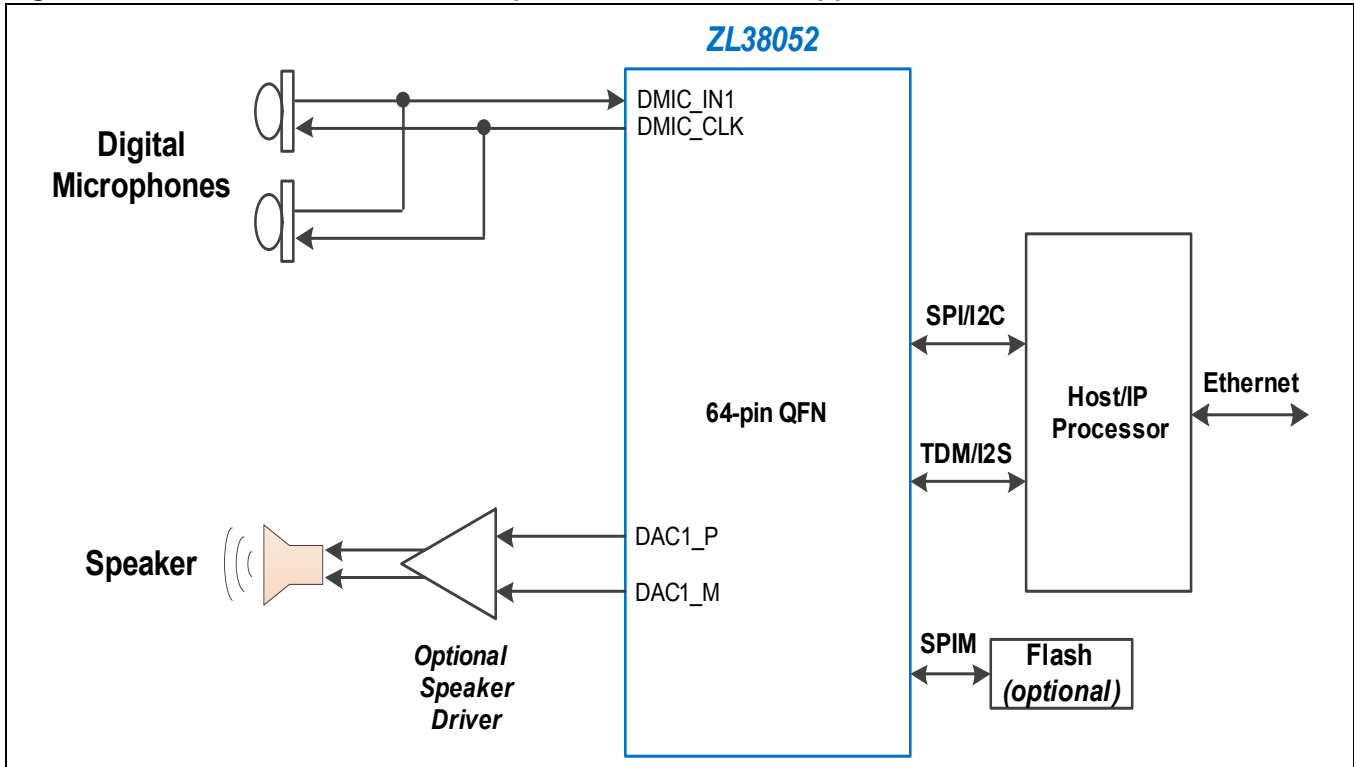 ZL38052
DMIC_IN1
DMIC_CLK
Digital
Microphones
SPI/I2C
Ethernet
Host/IP
Processor
64-pin QFN
TDM/I2S
DAC1_P
Speaker
DAC1_M
Optional
Speaker
Driver
SPIM
Flash
(optional)